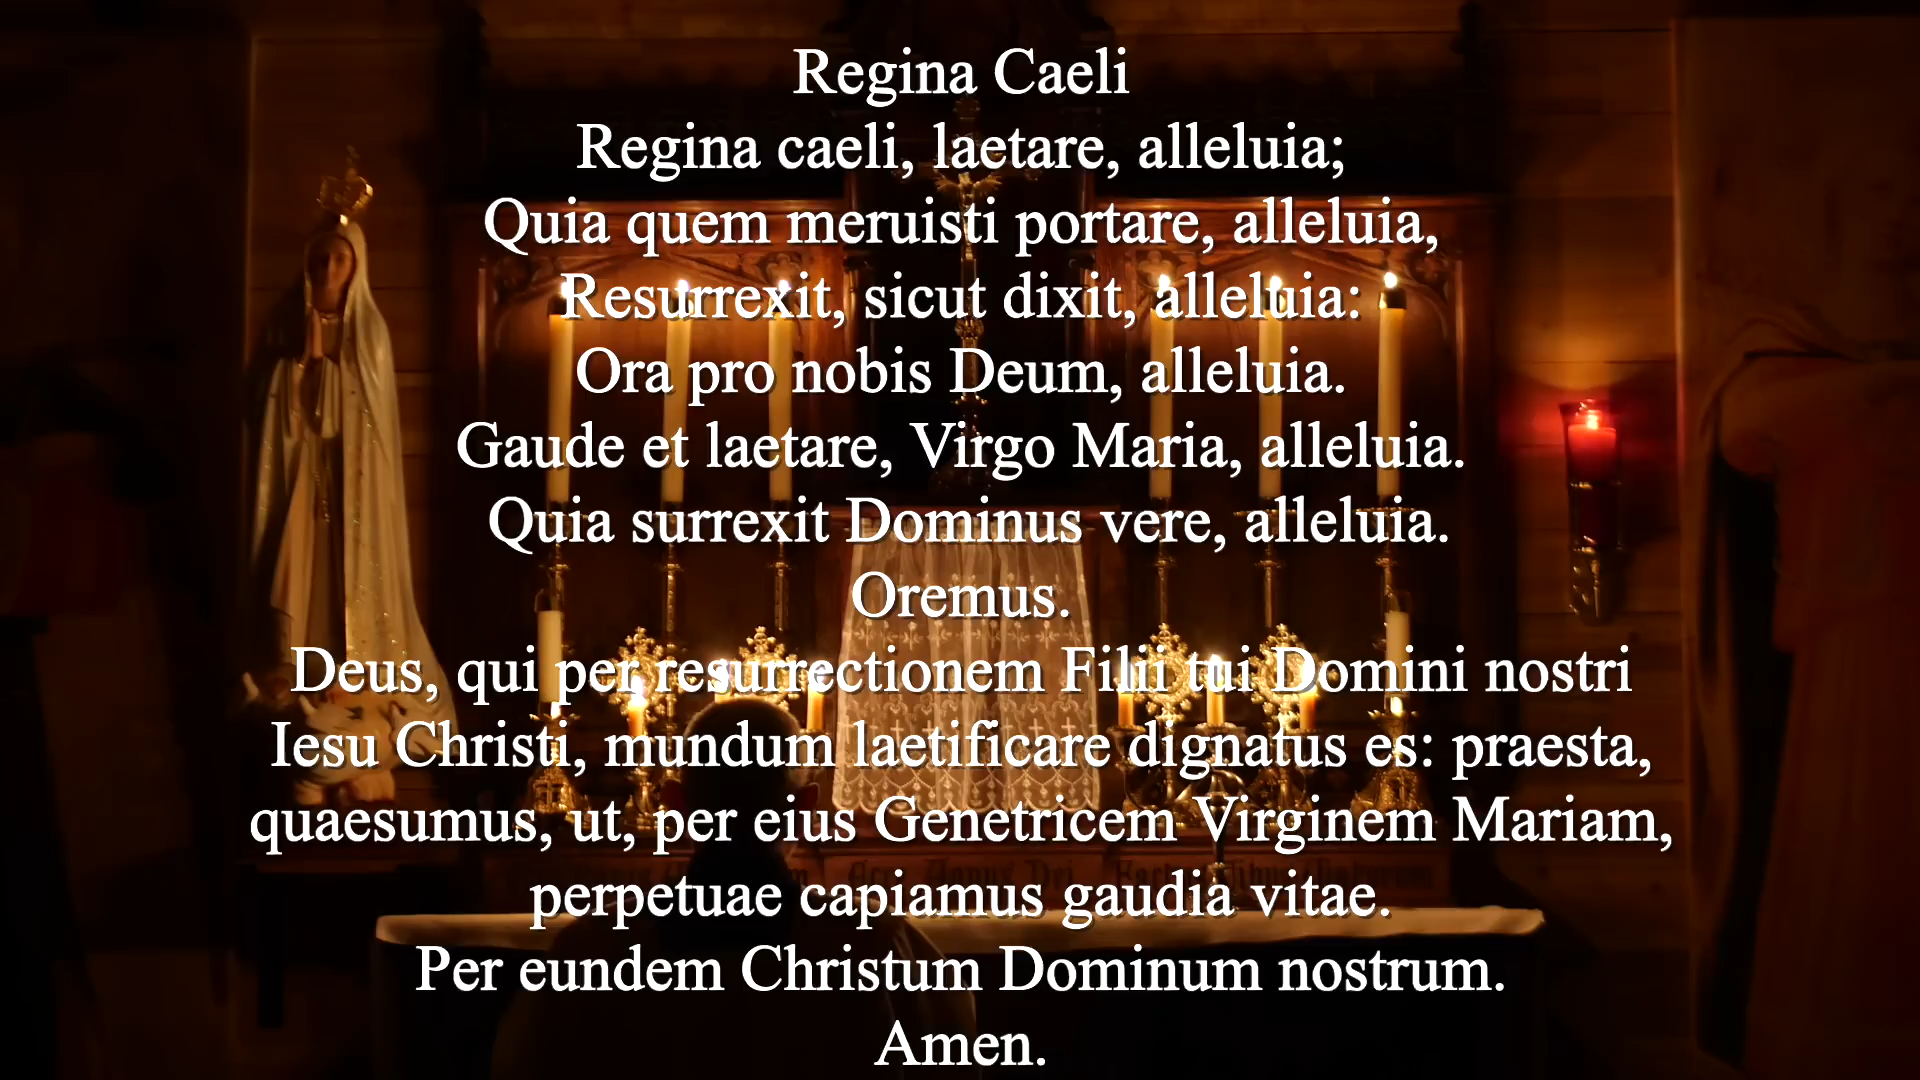 Regina Caeli
Regina caeli, laetare, alleluia;
Quia quem meruisti portare, alleluia,
Resurrexit, sicut dixit, alleluia:
Ora pro nobis Deum, alleluia.
Gaude et laetare, Virgo Maria, alleluia.
Quia surrexit Dominus vere, alleluia.
Oremus.
Deus, qui per resurrectionem Filii tui Domini nostri
Iesu Christi, mundum laetificare dignatus es: praesta,
quaesumus, ut, per eius Genetricem Virginem Mariam,
perpetuae capiamus gaudia vitae.
Per eundem Christum Dominum nostrum.
Amen.